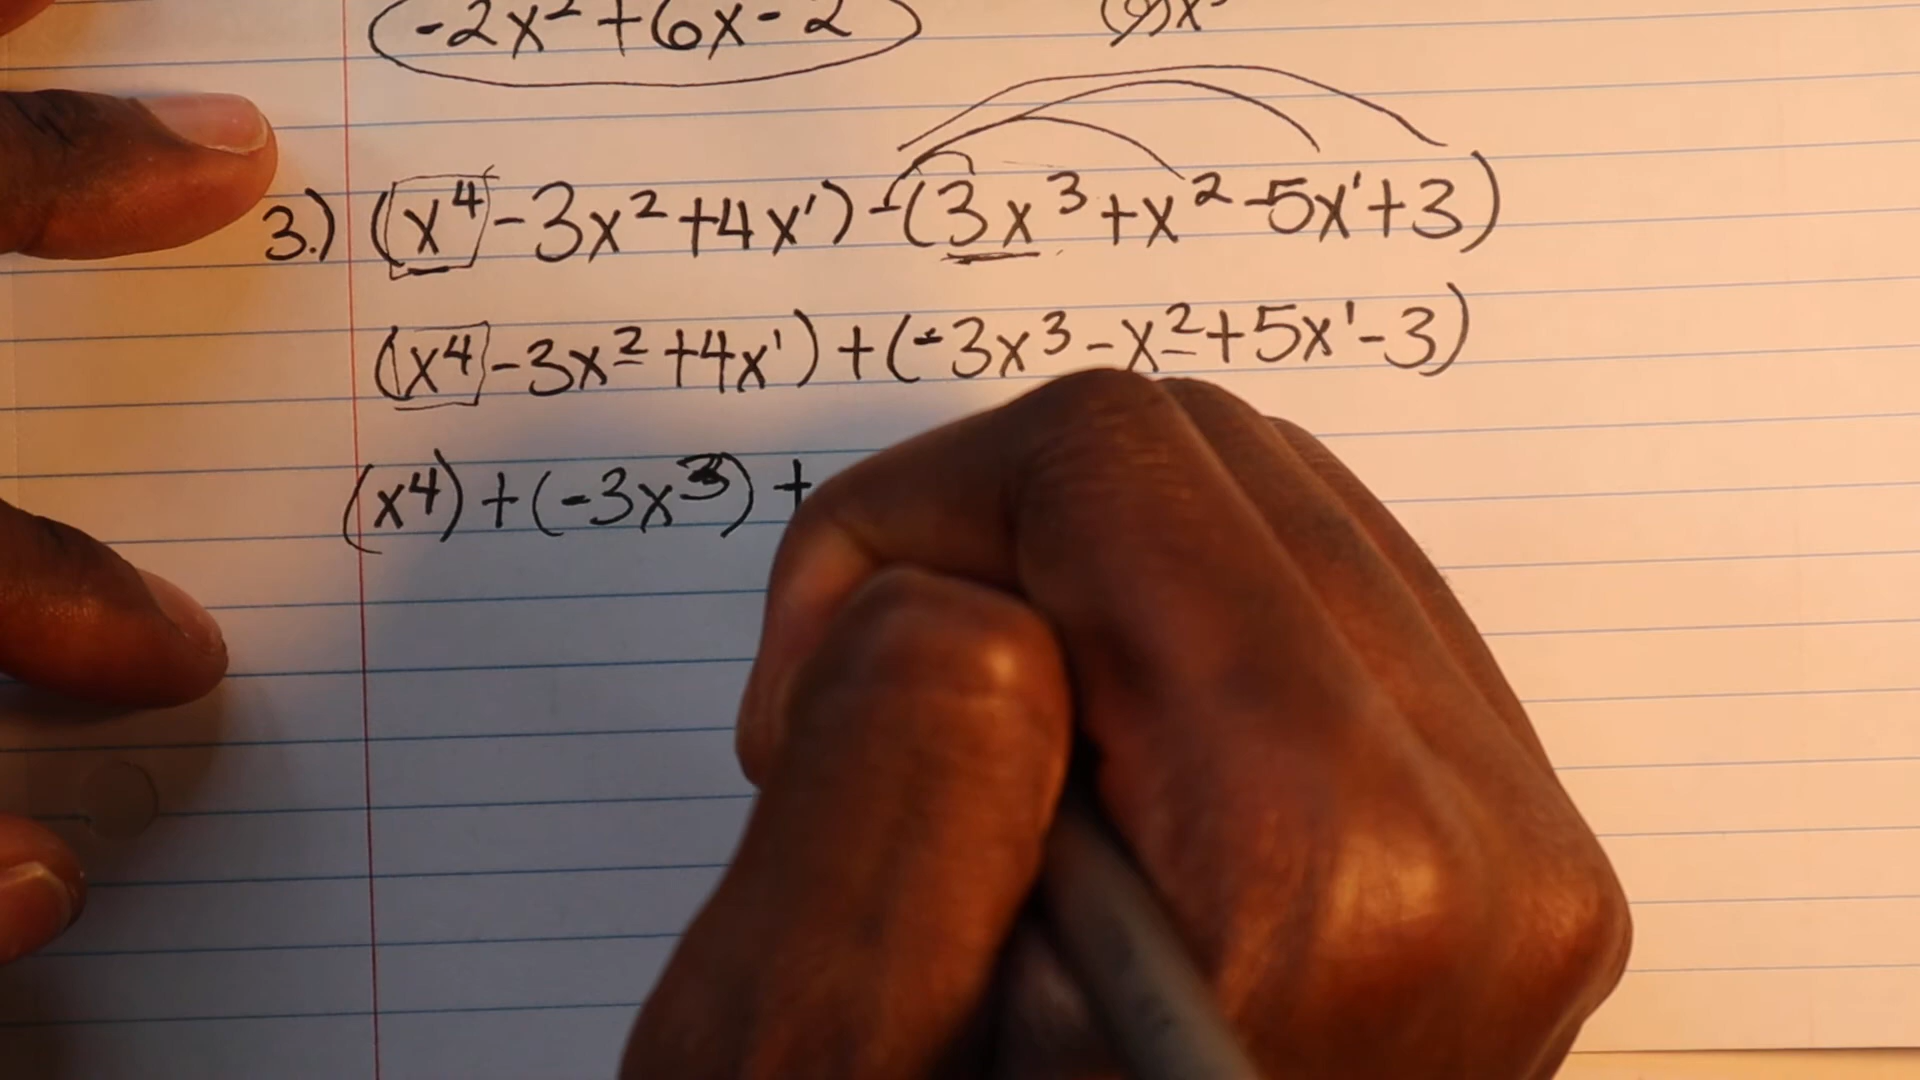 -2x² + 6x - 2
3.) (x⁴ - 3x² + 4x¹) - (3x³ + x² - 5x¹ + 3)
(x⁴ - 3x² + 4x¹) + (-3x³ - x² + 5x¹ - 3)
(x⁴) + (-3x³) +